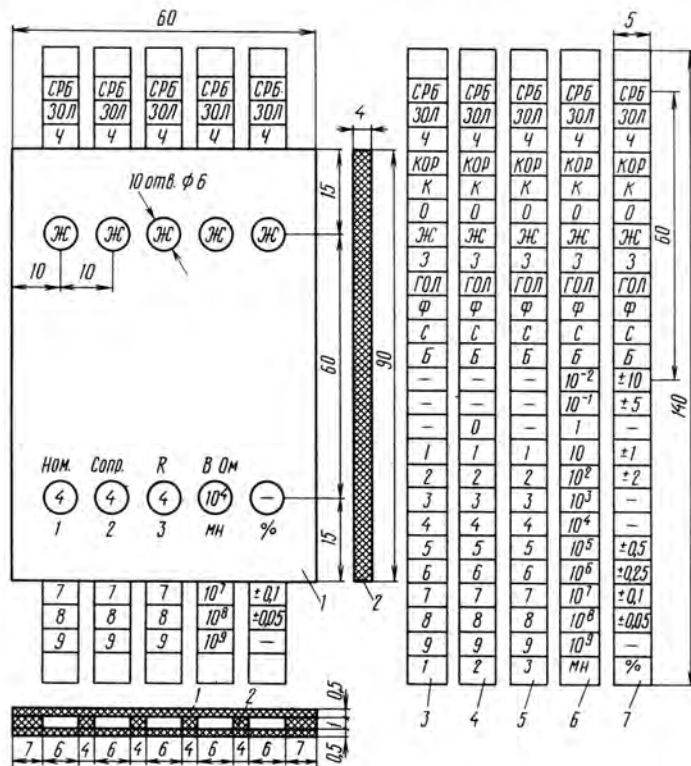 60
СРБ СРБ СРБ СРБ СРБ
ЗОЛ ЗОЛ ЗОЛ ЗОЛ ЗОЛ
Ч Ч Ч Ч Ч
10 отв. ф 6
Ж Ж Ж Ж Ж
10 10
15
60
15
Ном. Сопр. R В Ом
4 4 4 10⁴ —
1 2 3 МН %
1
7 7 7 10⁷ ±0,1
8 8 8 10⁸ ±0,05
9 9 9 10⁹ —
4
90
2
1 2
0,5
1
0,5
7 6 4 6 4 6 4 6 4 6 7
5
СРБ СРБ СРБ СРБ СРБ
ЗОЛ ЗОЛ ЗОЛ ЗОЛ ЗОЛ
Ч Ч Ч Ч Ч
КОР КОР КОР КОР КОР
К К К К К
О О О О О
Ж Ж Ж Ж Ж
З З З З З
ГОЛ ГОЛ ГОЛ ГОЛ ГОЛ
Ф Ф Ф Ф Ф
С С С С С
Б Б Б Б Б
— — — 10⁻² ±10
— — — 10⁻¹ ±5
— 0 — 1 —
1 1 1 10 ±1
2 2 2 10² ±2
3 3 3 10³ —
4 4 4 10⁴ —
5 5 5 10⁵ ±0,5
6 6 6 10⁶ ±0,25
7 7 7 10⁷ ±0,1
8 8 8 10⁸ ±0,05
9 9 9 10⁹ —
1 2 3 МН %
60
140
3 4 5 6 7